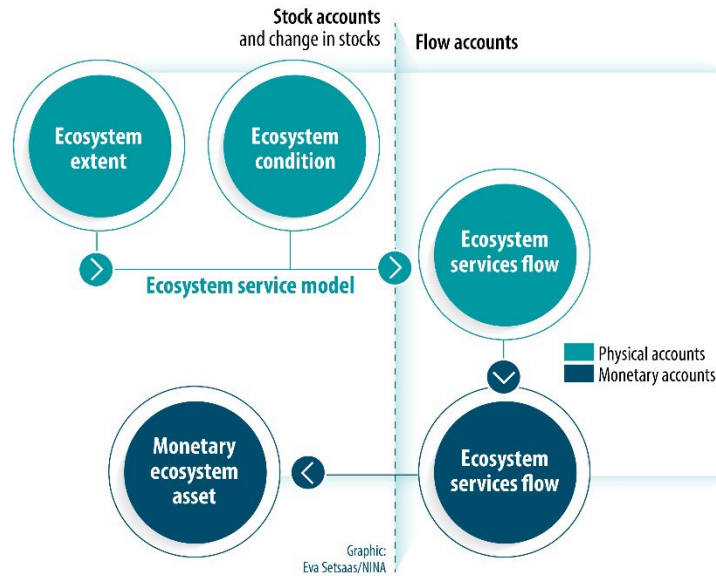 Stock accounts
and change in stocks
Flow accounts
Ecosystem
extent
Ecosystem
condition
Ecosystem
services flow
Ecosystem service model
Physical accounts
Monetary accounts
Monetary
ecosystem
asset
Ecosystem
services flow
Graphic:
Eva Setsaas/NINA